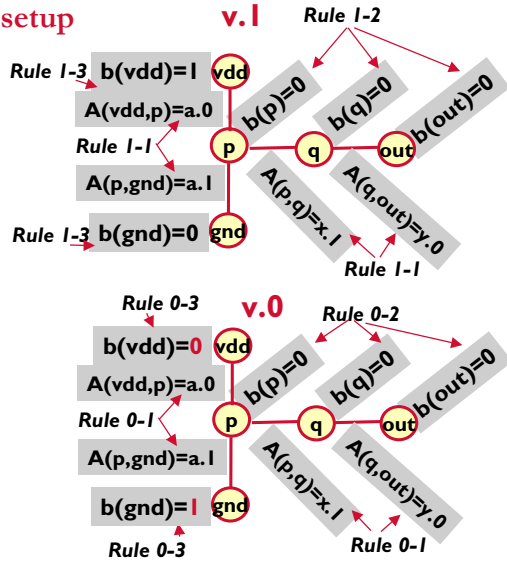 setup
v.1
Rule 1-2
Rule 1-3
b(vdd)=1
vdd
A(vdd,p)=a.0
b(p)=0
b(q)=0
b(out)=0
Rule 1-1
p
q
out
A(p,gnd)=a.1
A(p,q)=x.1
A(q,out)=y.0
Rule 1-3
b(gnd)=0
gnd
Rule 1-1
Rule 0-3
v.0
Rule 0-2
b(vdd)=0
vdd
A(vdd,p)=a.0
b(p)=0
b(q)=0
b(out)=0
Rule 0-1
p
q
out
A(p,gnd)=a.1
A(p,q)=x.1
A(q,out)=y.0
b(gnd)=1
gnd
Rule 0-3
Rule 0-1